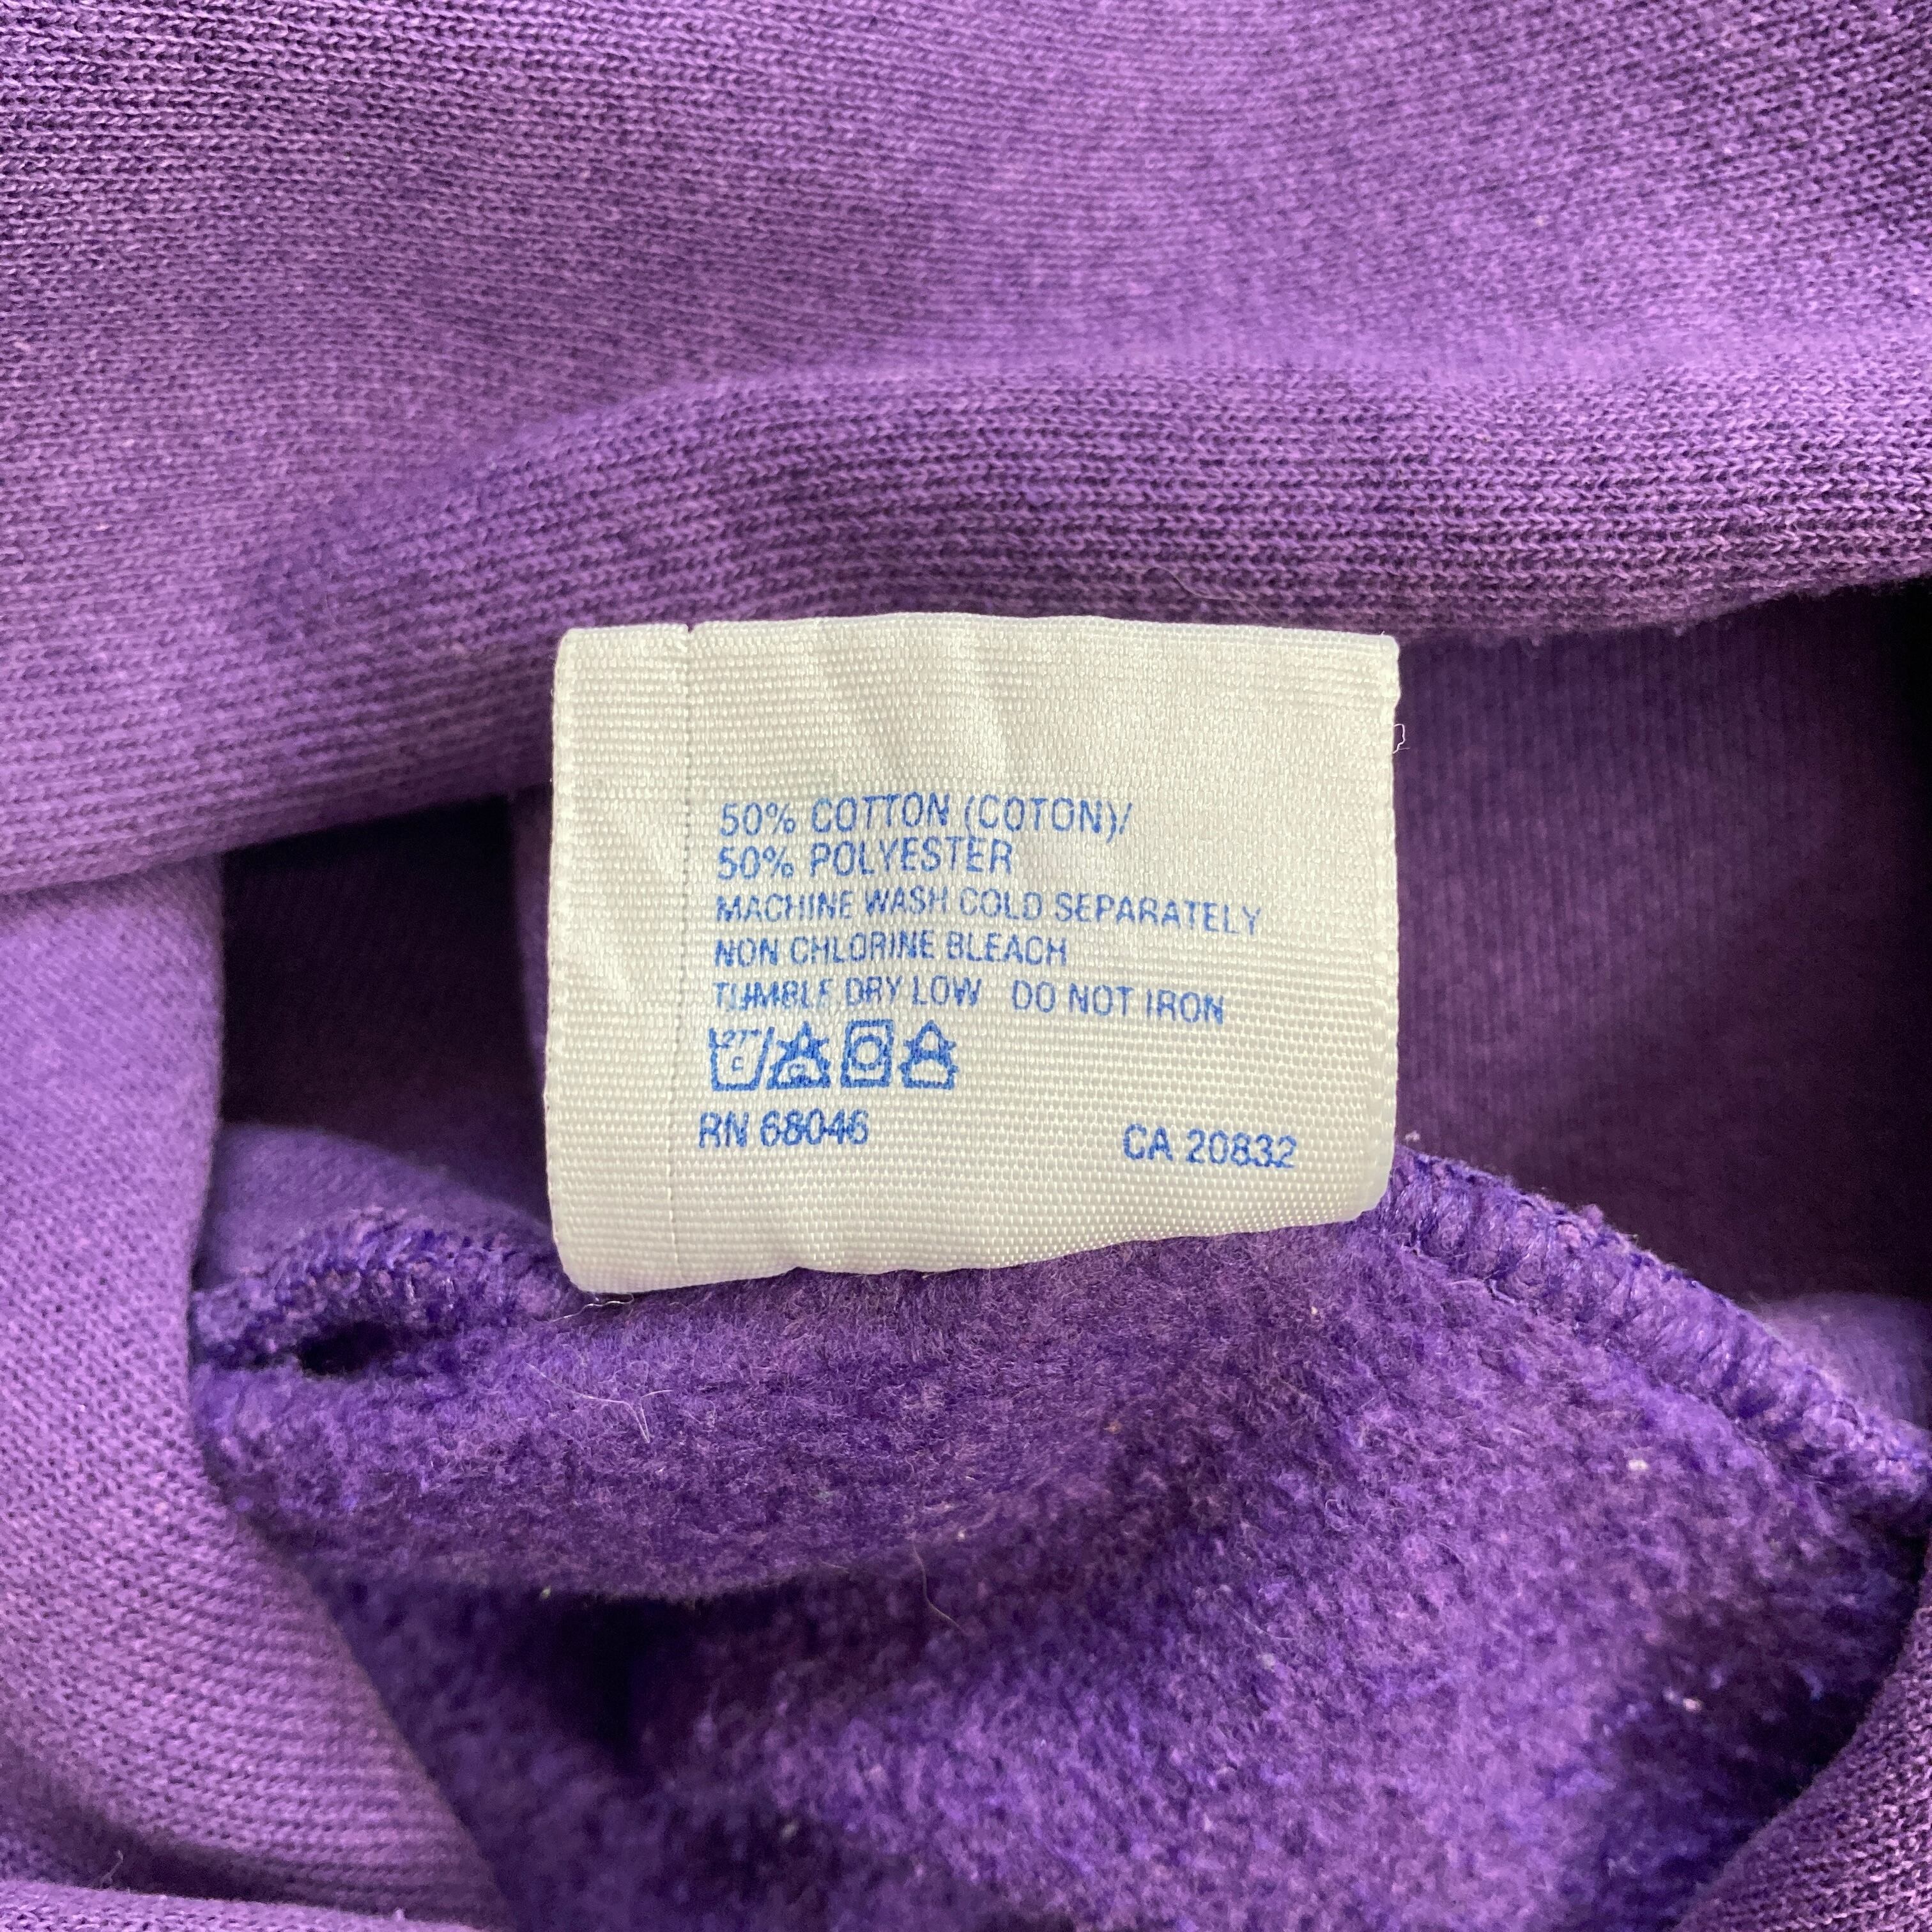 50% COTTON (COTON)/
50% POLYESTER
MACHINE WASH COLD SEPARATELY
NON CHLORINE BLEACH
TUMBLE DRY LOW DO NOT IRON
RN 68046 CA 20832